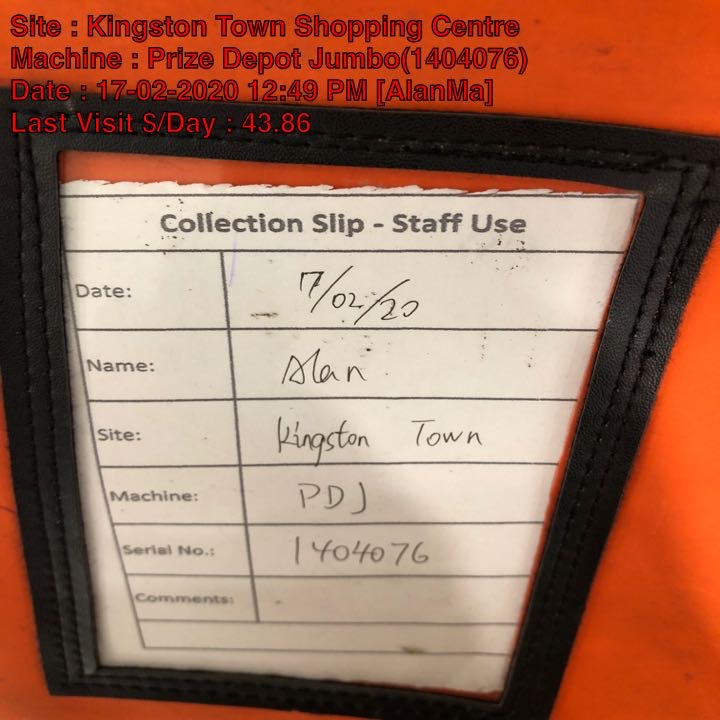 Site : Kingston Town Shopping Centre
Machine : Prize Depot Jumbo(1404076)
Date : 17-02-2020 12:49 PM [AlanMa]
Last Visit S/Day : 43.86
Collection Slip - Staff Use
Date: 7/02/20
Name: Alan
Site: Kingston Town
Machine: PDJ
Serial No.: 1404076
Comments: